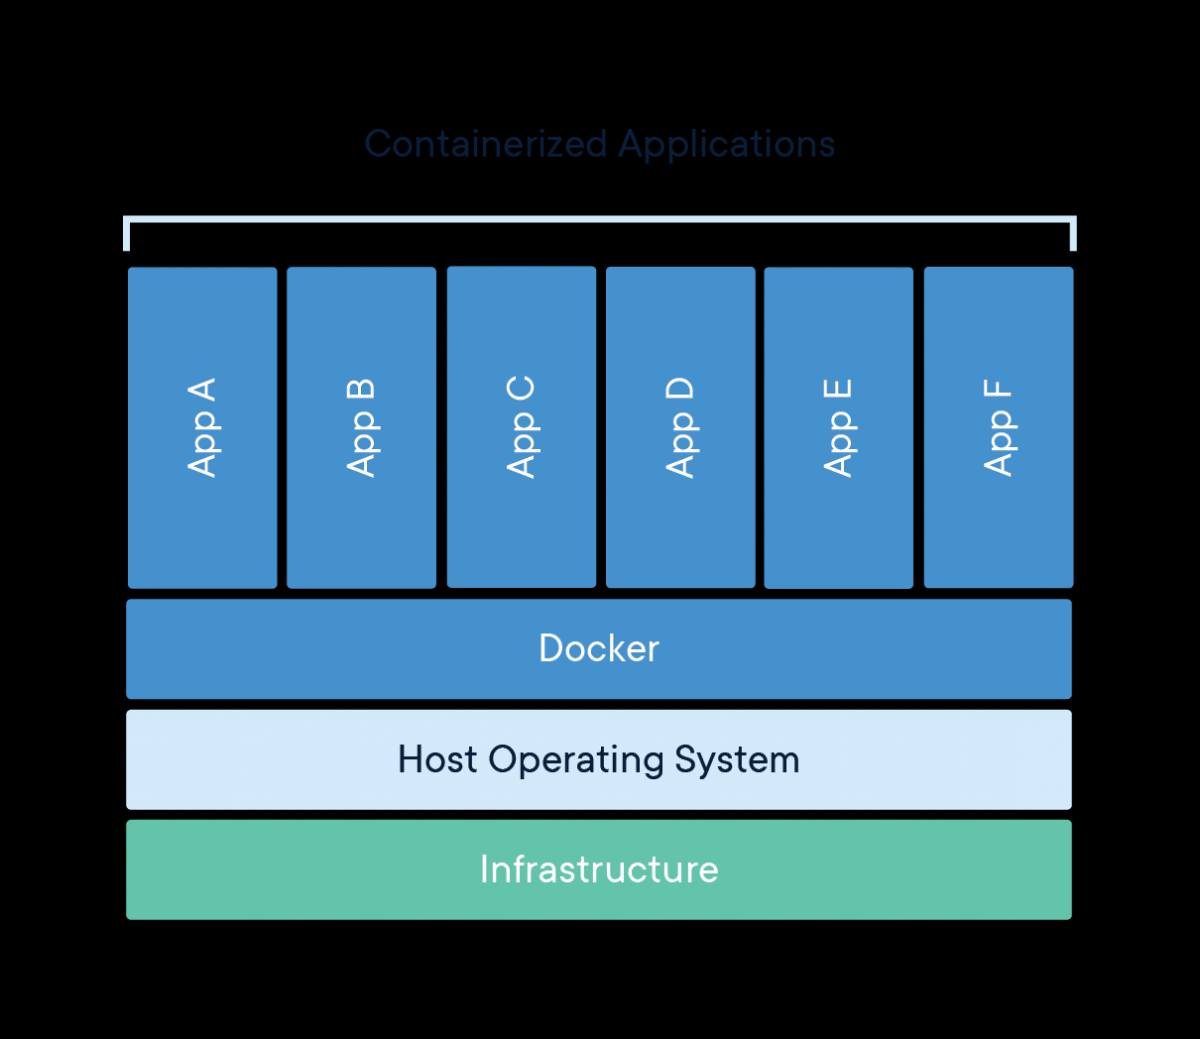 Containerized Applications
App A
App B
App C
App D
App E
App F
Docker
Host Operating System
Infrastructure